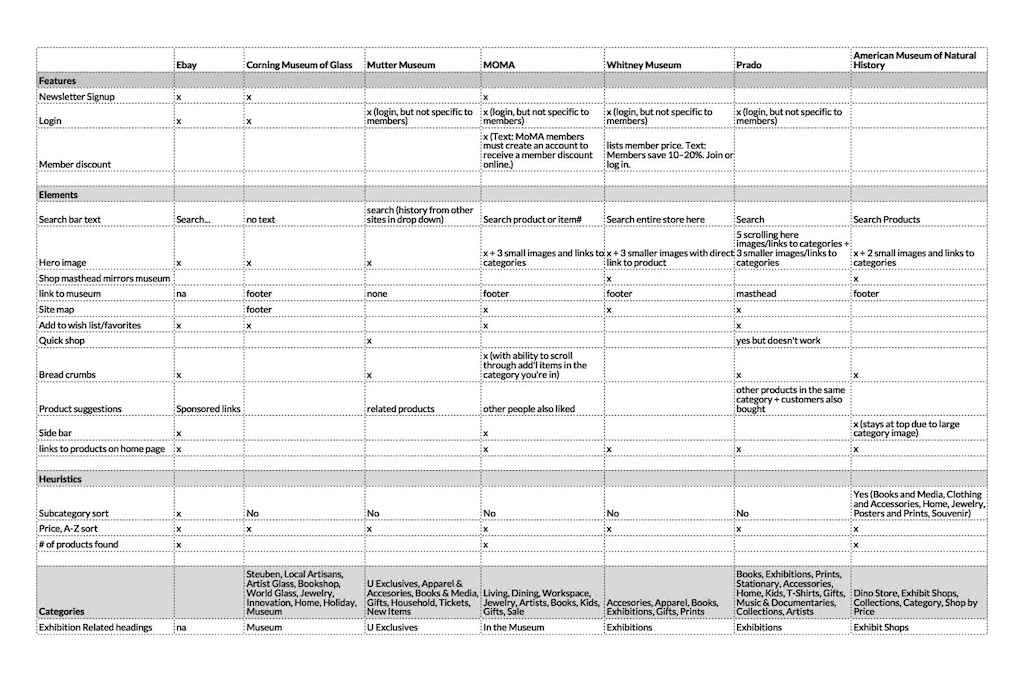 Ebay Corning Museum of Glass Mutter Museum MOMA Whitney Museum Prado American Museum of Natural
History
Features
Newsletter Signup x x x
Login x x x (login, but not specific to
members) x (login, but not specific to
members) x (login, but not specific to
members) x (login, but not specific to
members)
Member discount x (Text: MoMA members
must create an account to
receive a member discount
online.) lists member price. Text:
Members save 10–20%. Join or
log in.
Elements
Search bar text Search... no text search (history from other
sites in drop down) Search product or item# Search entire store here Search Search Products
Hero image x x x x + 3 small images and links to
categories x + 3 smaller images with direct
link to product 5 scrolling here
images/links to categories +
3 smaller images/links to
categories x + 2 small images and links to
categories
Shop masthead mirrors museum x x
link to museum na footer none footer footer masthead footer
Site map footer x x x
Add to wish list/favorites x x x x
Quick shop x yes but doesn't work
Bread crumbs x x x (with ability to scroll
through add'l items in the
category you're in) x x
Product suggestions Sponsored links related products other people also liked other products in the same
category + customers also
bought
Side bar x x x (stays at top due to large
category image)
links to products on home page x x x x x
Heuristics
Subcategory sort x No No No No No Yes (Books and Media, Clothing
and Accessories, Home, Jewelry,
Posters and Prints, Souvenir)
Price, A-Z sort x x x x x x x
# of products found x x x
Categories Steuben, Local Artisans,
Artist Glass, Bookshop,
World Glass, Jewelry,
Innovation, Home, Holiday,
Museum U Exclusives, Apparel &
Accesories, Books & Media,
Gifts, Household, Tickets,
New Items Living, Dining, Workspace,
Jewelry, Artists, Books, Kids,
Gifts, Sale Accesories, Apparel, Books,
Exhibitions, Gifts, Prints Books, Exhibitions, Prints,
Stationary, Accessories,
Home, Kids, T-Shirts, Gifts,
Music & Documentaries,
Collections, Artists Dino Store, Exhibit Shops,
Collections, Category, Shop by
Price
Exhibition Related headings na Museum U Exclusives In the Museum Exhibitions Exhibitions Exhibit Shops